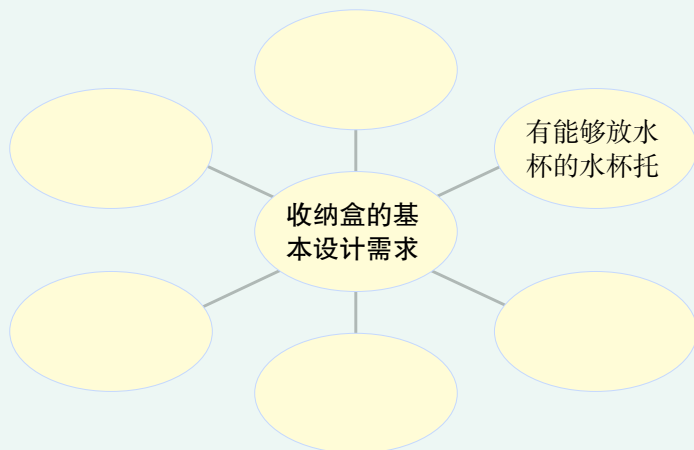 有能够放水
杯的水杯托
收纳盒的基
本设计需求